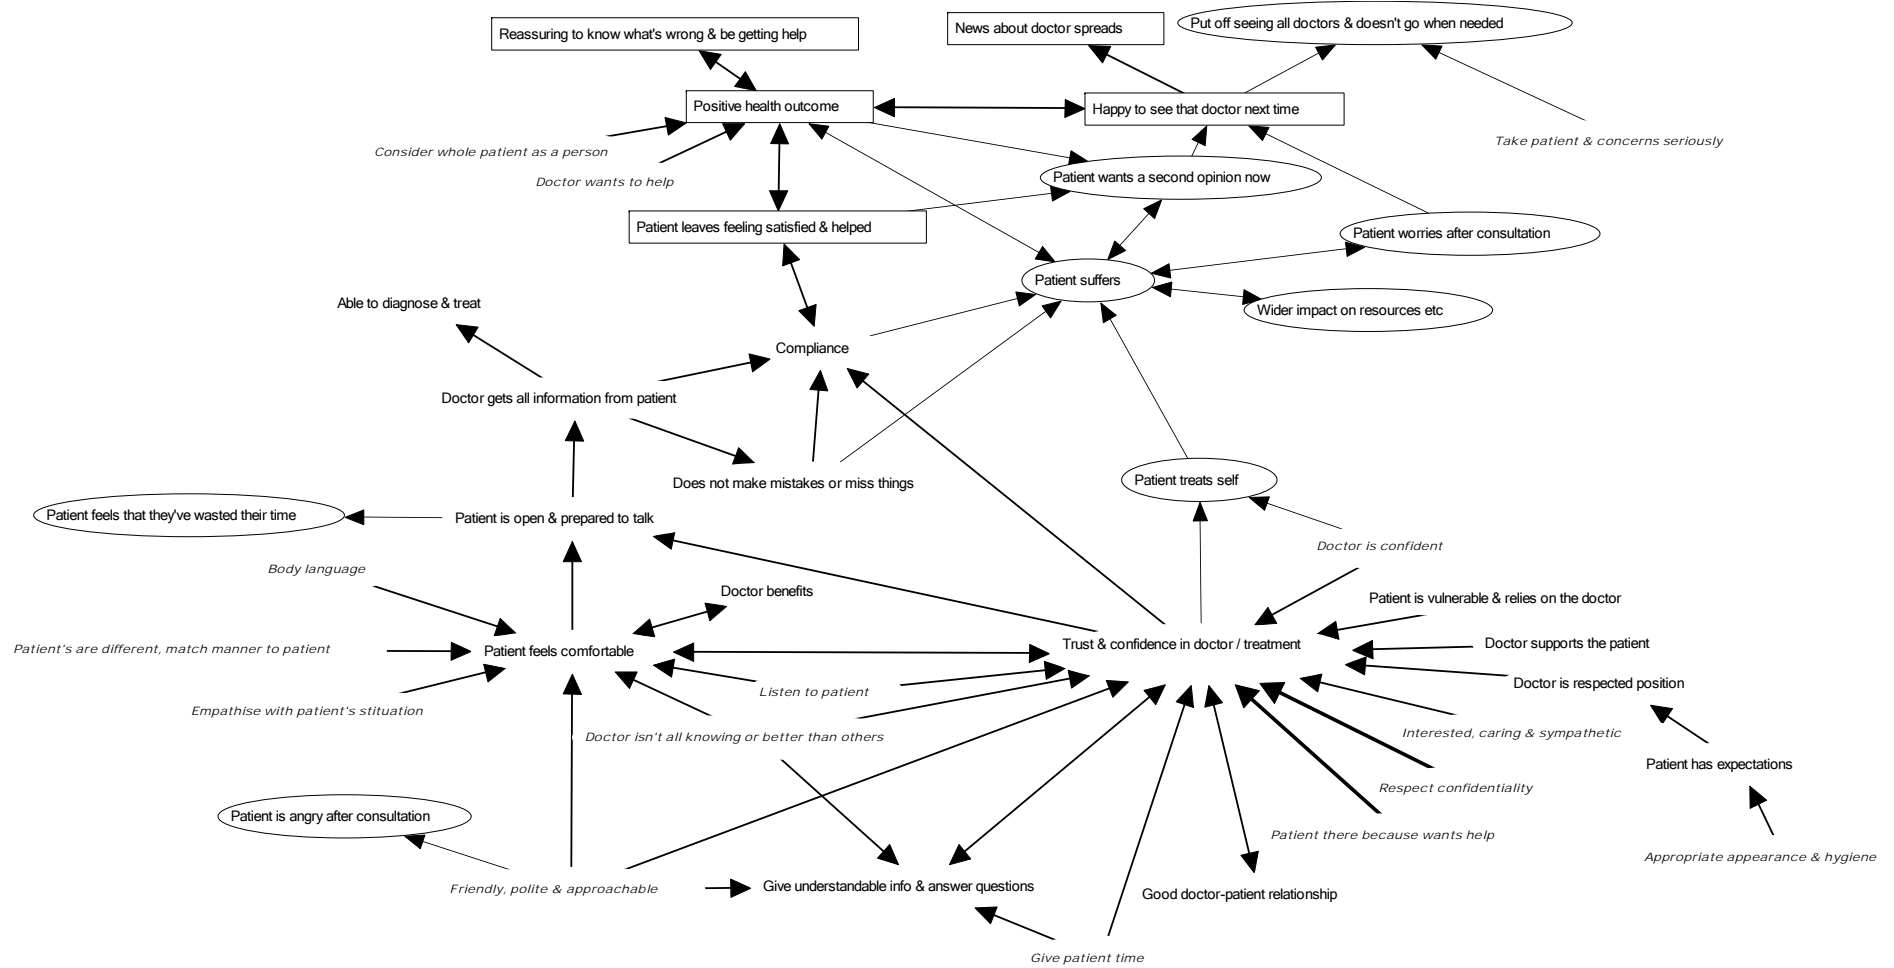 Reassuring to know what's wrong & be getting help
News about doctor spreads
Put off seeing all doctors & doesn't go when needed
Positive health outcome
Happy to see that doctor next time
Consider whole patient as a person
Take patient & concerns seriously
Doctor wants to help
Patient wants a second opinion now
Patient leaves feeling satisfied & helped
Patient worries after consultation
Patient suffers
Able to diagnose & treat
Wider impact on resources etc
Compliance
Doctor gets all information from patient
Does not make mistakes or miss things
Patient treats self
Patient feels that they've wasted their time
Patient is open & prepared to talk
Doctor is confident
Body language
Doctor benefits
Patient is vulnerable & relies on the doctor
Patient's are different, match manner to patient
Patient feels comfortable
Trust & confidence in doctor / treatment
Doctor supports the patient
Listen to patient
Doctor is respected position
Empathise with patient's stituation
Doctor isn't all knowing or better than others
Interested, caring & sympathetic
Patient has expectations
Respect confidentiality
Patient is angry after consultation
Patient there because wants help
Appropriate appearance & hygiene
Friendly, polite & approachable
Give understandable info & answer questions
Good doctor-patient relationship
Give patient time